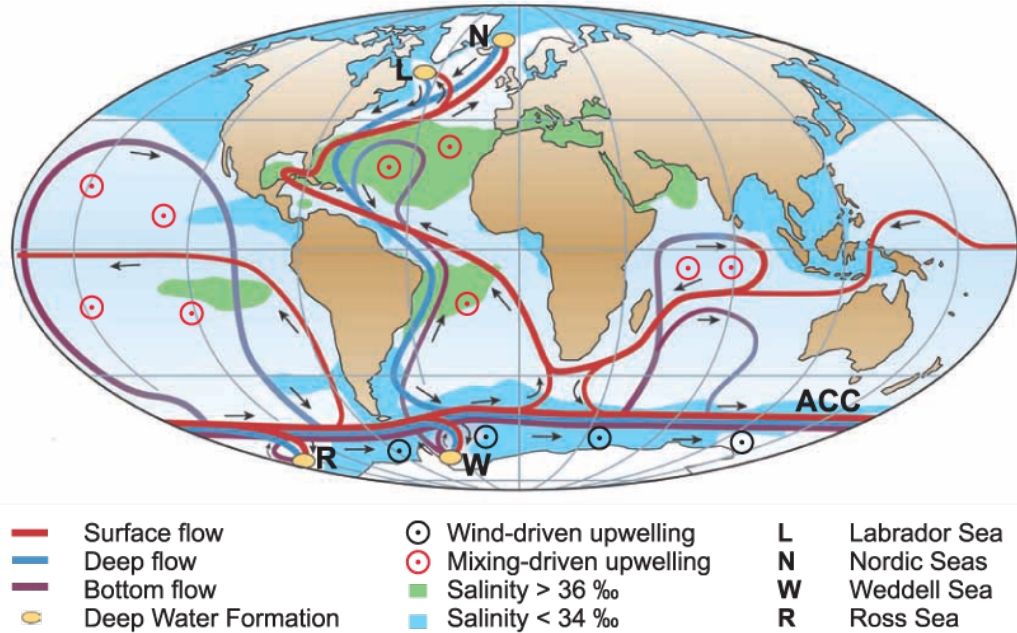 N
L
ACC
R
W
Surface flow
Deep flow
Bottom flow
Deep Water Formation
Wind-driven upwelling
Mixing-driven upwelling
Salinity > 36 ‰
Salinity < 34 ‰
L Labrador Sea
N Nordic Seas
W Weddell Sea
R Ross Sea